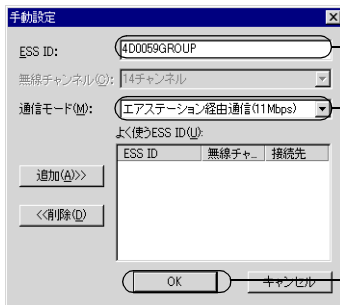 手動設定
ESS ID: 4D0059GROUP
無線チャンネル(C): 14チャンネル
通信モード(M): エアステーション経由通信(11Mbps)
よく使うESS ID(U):
ESS ID 無線チャ... 接続先
追加(A)>>>
<<削除(D)
OK キャンセル